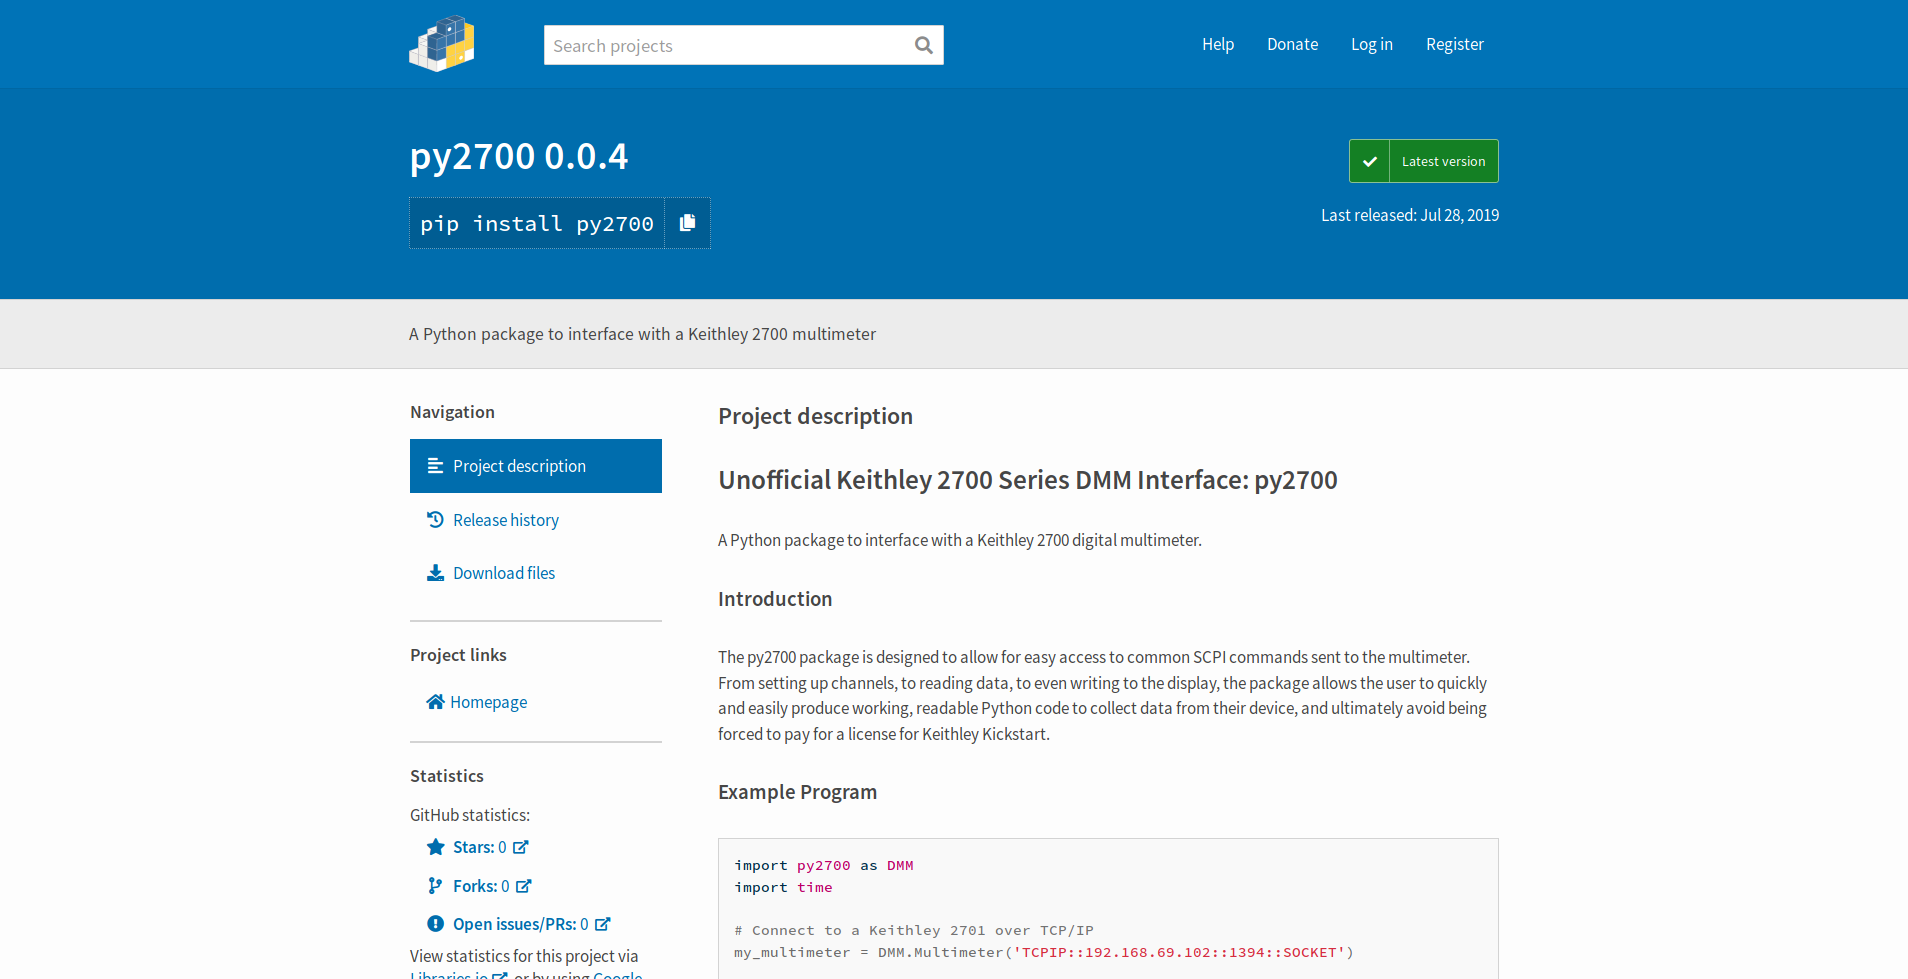 Search projects
Help
Donate
Log in
Register
py2700 0.0.4
pip install py2700
Latest version
Last released: Jul 28, 2019
A Python package to interface with a Keithley 2700 multimeter
Navigation
Project description
Release history
Download files
Project links
Homepage
Statistics
GitHub statistics:
Stars: 0
Forks: 0
Open issues/PRs: 0
View statistics for this project via
Libraries.io , or by using Google
Project description
Unofficial Keithley 2700 Series DMM Interface: py2700
A Python package to interface with a Keithley 2700 digital multimeter.
Introduction
The py2700 package is designed to allow for easy access to common SCPI commands sent to the multimeter.
From setting up channels, to reading data, to even writing to the display, the package allows the user to quickly
and easily produce working, readable Python code to collect data from their device, and ultimately avoid being
forced to pay for a license for Keithley Kickstart.
Example Program
import py2700 as DMM
import time
# Connect to a Keithley 2701 over TCP/IP
my_multimeter = DMM.Multimeter('TCPIP::192.168.69.102::1394::SOCKET')